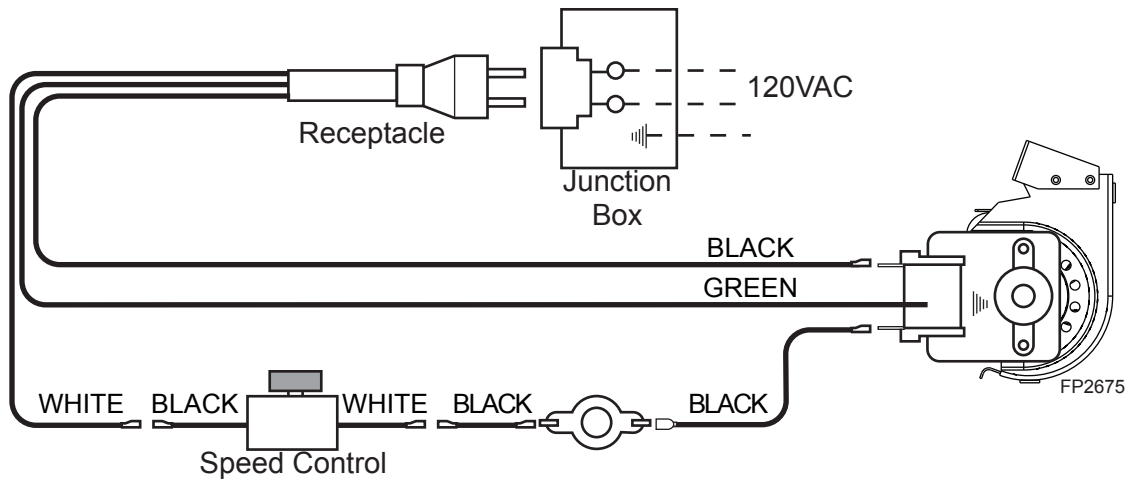 120VAC
Receptacle
Junction
Box
BLACK
GREEN
FP2675
WHITE BLACK WHITE BLACK BLACK
Speed Control